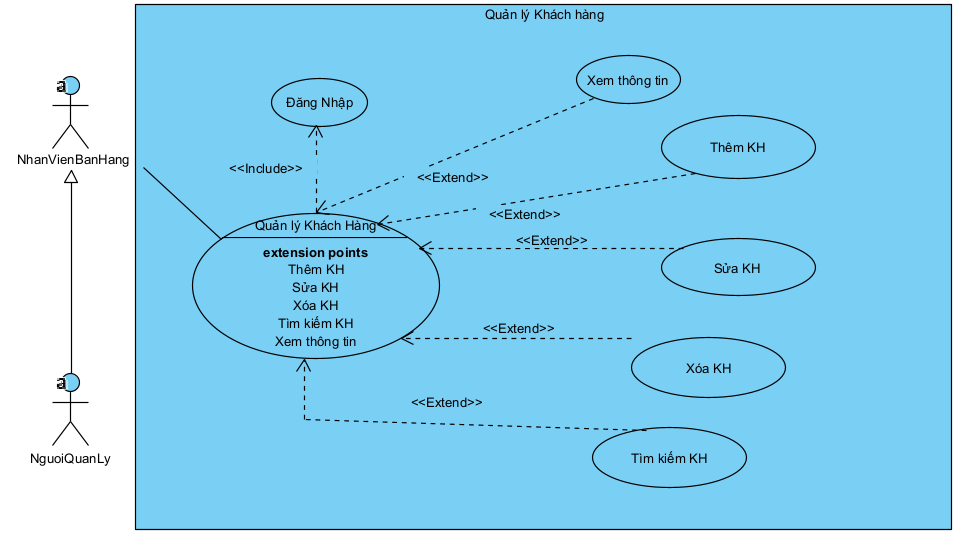 Quản lý Khách hàng
Xem thông tin
Đăng Nhập
Thêm KH
NhanVienBanHang
<<Include>>
<<Extend>>
<<Extend>>
Quản lý Khách Hàng
<<Extend>>
extension points
Thêm KH
Sửa KH
Xóa KH
Tìm kiếm KH
Xem thông tin
Sửa KH
<<Extend>>
Xóa KH
<<Extend>>
Tìm kiếm KH
NguoiQuanLy